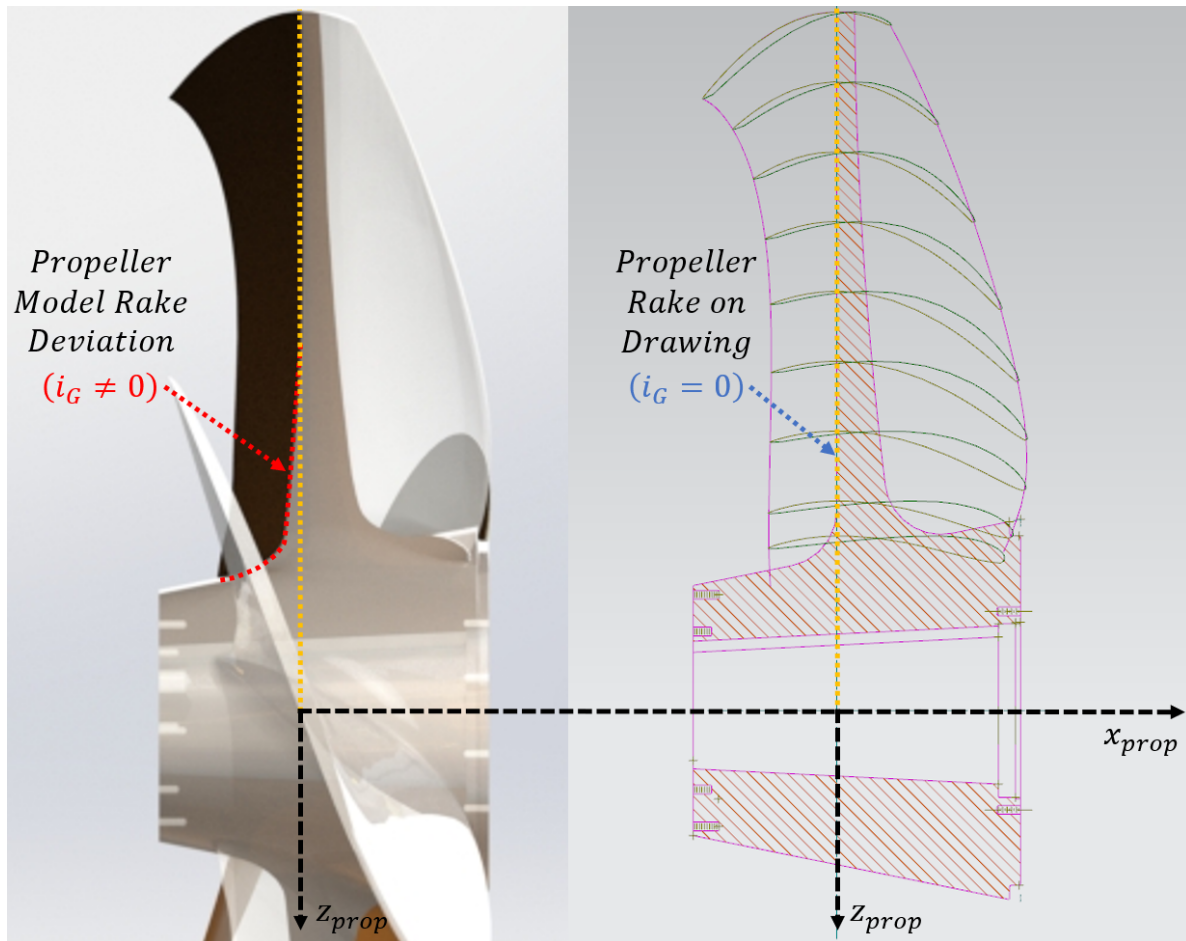 Propeller
Model Rake
Deviation
(i_G ≠ 0)
Propeller
Rake on
Drawing
(i_G = 0)
x_prop
z_prop
z_prop